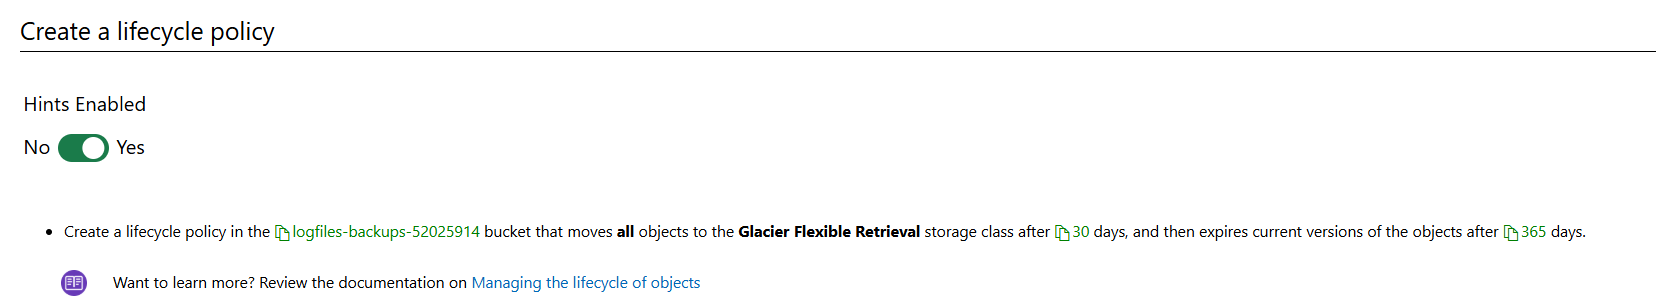 Create a lifecycle policy
Hints Enabled
No Yes
• Create a lifecycle policy in the logfiles-backups-52025914 bucket that moves all objects to the Glacier Flexible Retrieval storage class after 30 days, and then expires current versions of the objects after 365 days.
Want to learn more? Review the documentation on Managing the lifecycle of objects